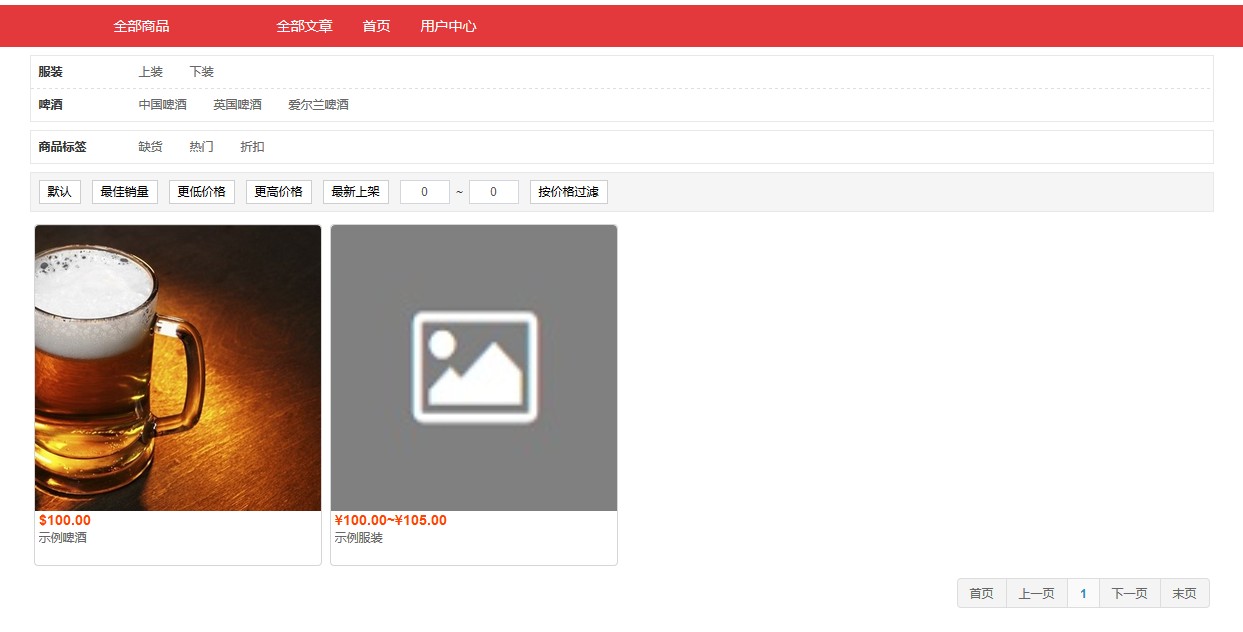 全部商品 全部文章 首页 用户中心
服装 上装 下装
啤酒 中国啤酒 英国啤酒 爱尔兰啤酒
商品标签 缺货 热门 折扣
默认 最佳销量 更低价格 更高价格 最新上架 0 ~ 0 按价格过滤
$100.00
示例啤酒
¥100.00~¥105.00
示例服装
首页 上一页 1 下一页 末页